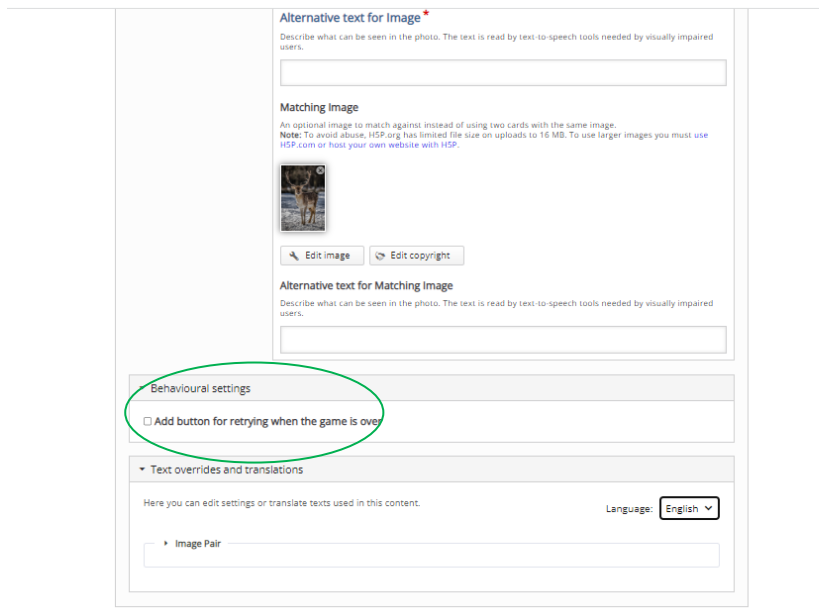 Alternative text for Image *
Describe what can be seen in the photo. The text is read by text-to-speech tools needed by visually impaired
users.
Matching Image
An optional image to match against instead of using two cards with the same image.
Note: To avoid abuse, H5P.org has limited file size on uploads to 16 MB. To use larger images you must use
H5P.com or host your own website with H5P.
Edit image Edit copyright
Alternative text for Matching Image
Describe what can be seen in the photo. The text is read by text-to-speech tools needed by visually impaired
users.
Behavioural settings
Add button for retrying when the game is over
Text overrides and translations
Here you can edit settings or translate texts used in this content.
Language: English
Image Pair